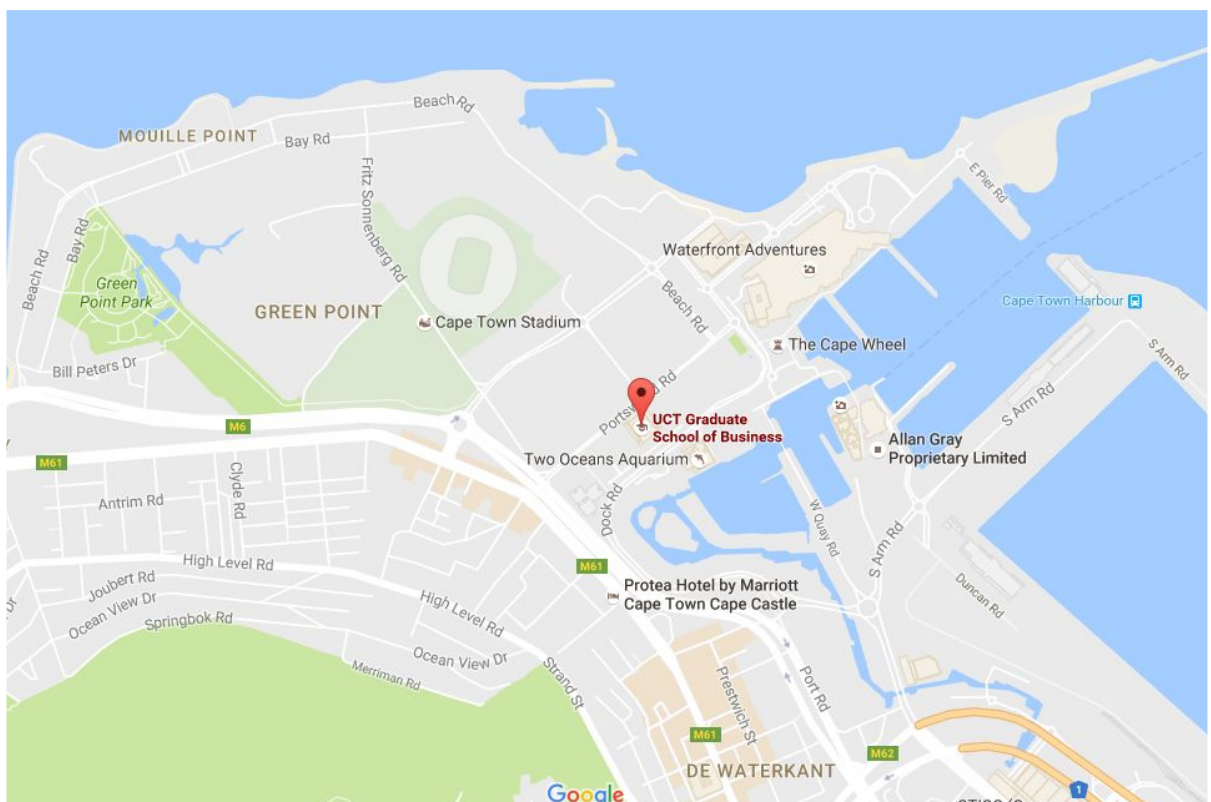 Beach Rd
MOUILLE POINT
Bay Rd
E Pier Rd
Fritz Sonnenberg Rd
Bay Rd
Beach Rd
Waterfront Adventures
Green
Point Park
GREEN POINT
Beach Rd
Cape Town Harbour
Cape Town Stadium
The Cape Wheel
S Arm Rd
Bill Peters Dr
S Arm Rd
UCT Graduate
School of Business
M6
Allan Gray
Proprietary Limited
Two Oceans Aquarium
M61
Clyde Rd
Antrim Rd
Dock Rd
W Quay Rd
S Arm Rd
High Level Rd
M61
Joubert Rd
Duncan Rd
Protea Hotel by Marriott
Cape Town Cape Castle
Ocean View Dr
High Level Rd
Springbok Rd
Ocean View Dr
Merriman Rd
Strand St
Prestwich St
Port Rd
M61
M62
DE WATERKANT
Google
1